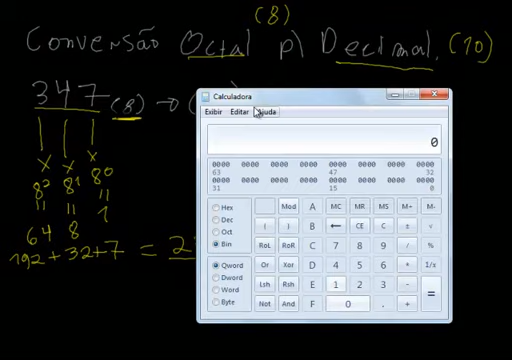 (8)
Conversão Octal p/ Decimal (10)
347(8) → (
x x x
8² 8¹ 8⁰
" " "
64 8 1
192 + 32 + 7 = 2
Calculadora
Exibir Editar Ajuda
0
0000 0000 0000 0000 0000 0000 0000 0000
63 47 32
0000 0000 0000 0000 0000 0000 0000 0000
31 15 0
Hex Mod A MC MR MS M+ M-
Dec ( ) B ← CE C ± √
Oct
Bin RoL RoR C 7 8 9 / %
Qword Or Xor D 4 5 6 * 1/x
Dword
Word Lsh Rsh E 1 2 3 - =
Byte Not And F 0 . +